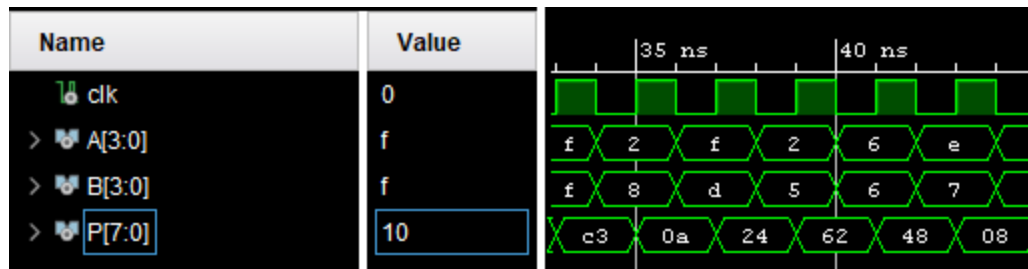 Name Value
35 ns 40 ns
clk 0
A[3:0] f f 2 f 2 6 e
B[3:0] f f 8 d 5 6 7
P[7:0] 10 c3 0a 24 62 48 08